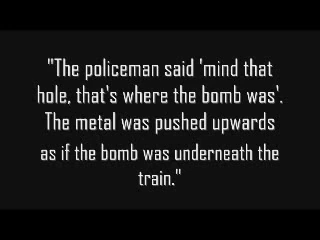 "The policeman said 'mind that
hole, that's where the bomb was'.
The metal was pushed upwards
as if the bomb was underneath the
train."